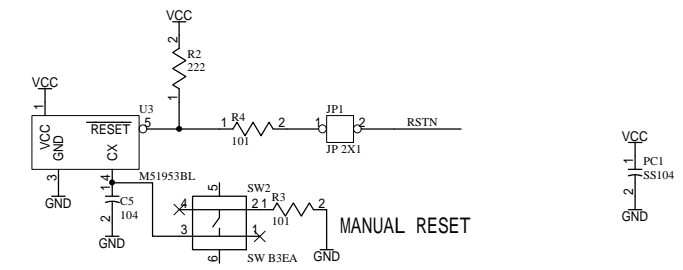 VCC
2
R2
222
1
VCC
1
U3
VCC
GND
RESET
CX
5
1
R4
2
101
JP1
1
2
JP 2X1
RSTN
3
4
M51953BL
GND
1
C5
104
2
GND
5
SW2
4
2
1
R3
2
101
3
1
6
SW B3EA
GND
MANUAL RESET
VCC
1
PC1
SS104
2
GND